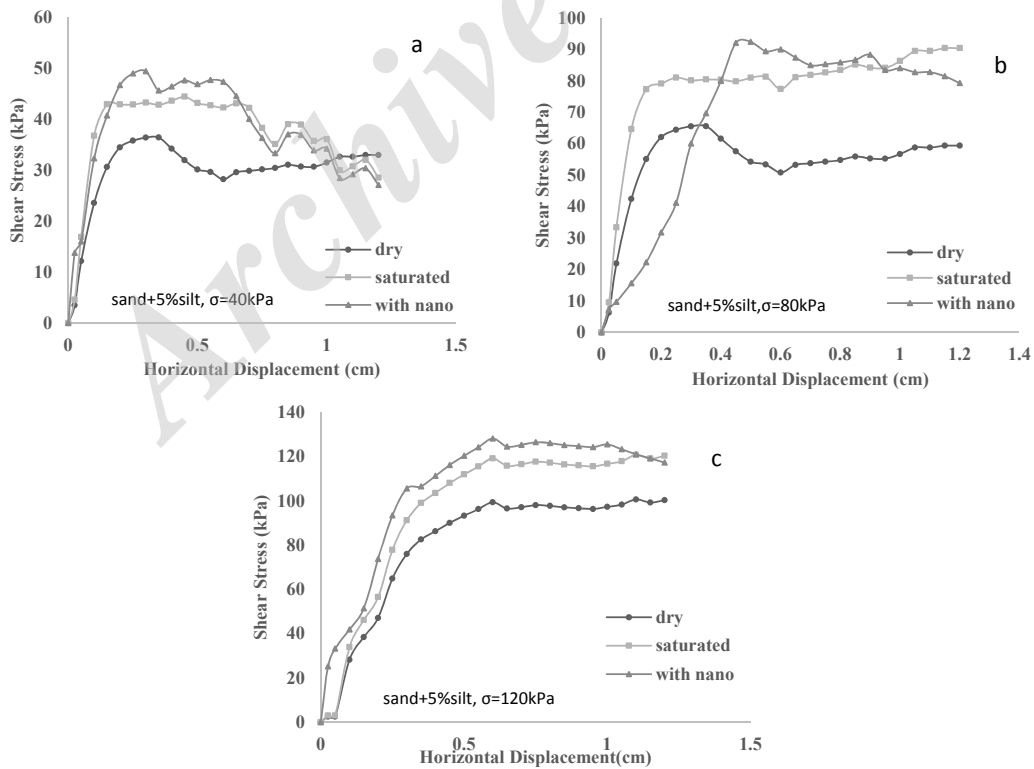 Archive
a
60
50
40
30
20
10
0
Shear Stress (kPa)
dry
saturated
with nano
sand+5%silt, σ=40kPa
0 0.5 1 1.5
Horizontal Displacement (cm)
b
100
90
80
70
60
50
40
30
20
10
0
Shear Stress (kPa)
dry
saturated
with nano
sand+5%silt,σ=80kPa
0 0.2 0.4 0.6 0.8 1 1.2 1.4
Horizontal Displacement (cm)
c
140
120
100
80
60
40
20
0
Shear Stress (kPa)
dry
saturated
with nano
sand+5%silt, σ=120kPa
0 0.5 1 1.5
Horizontal Displacement(cm)